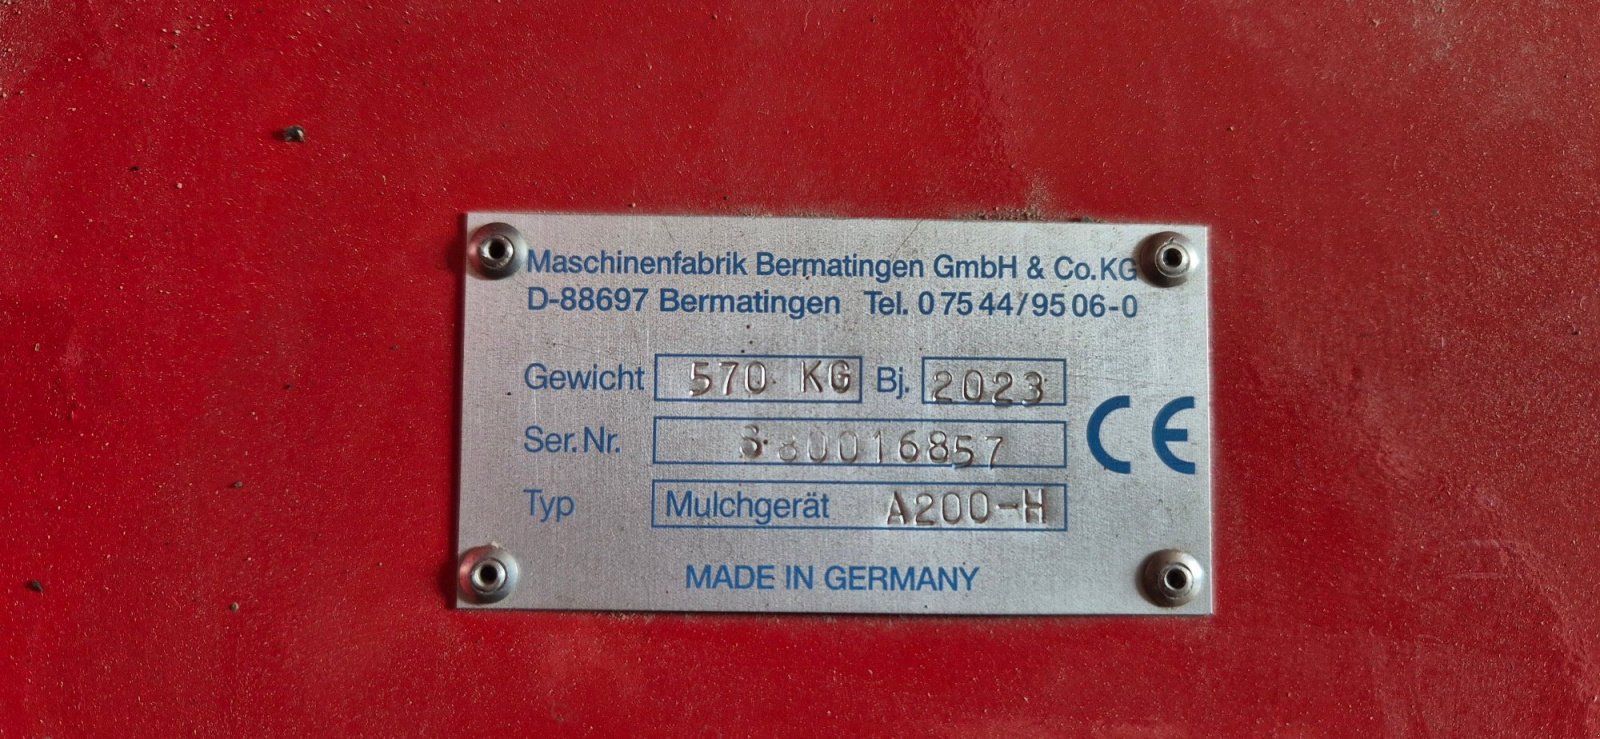 Maschinenfabrik Bermatingen GmbH & Co. KG
D-88697 Bermatingen Tel. 0 75 44/95 06-0
Gewicht 570 KG Bj. 2023
Ser. Nr.
Typ Mulchgerät A200-H
CE
MADE IN GERMANY